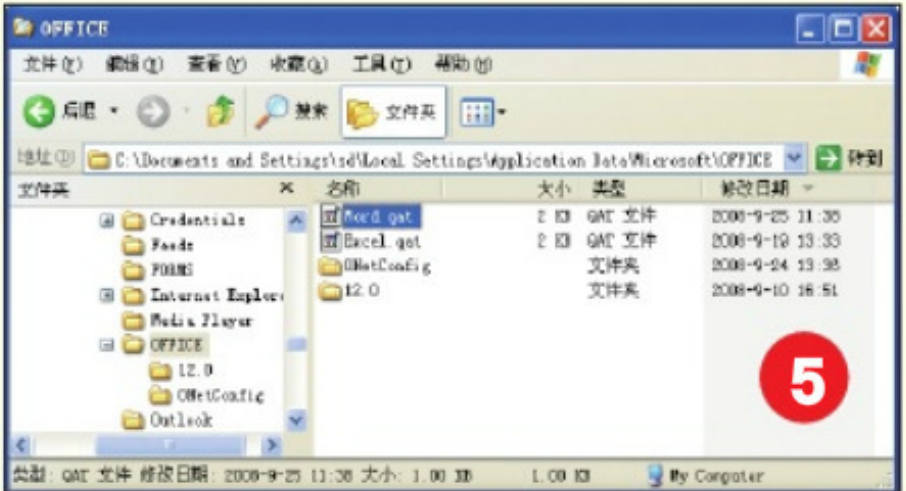 OFFICE
文件(F) 编辑(E) 查看(V) 收藏(A) 工具(T) 帮助(H)
后退 搜索 文件夹
地址(D) C:\Documents and Settings\sd\Local Settings\Application Data\Microsoft\OFFICE 转到
文件夹 × 名称 大小 类型 修改日期
Credentials Word.qat 2 KB QAT 文件 2008-9-25 11:38
Feeds Excel.qat 2 KB QAT 文件 2008-9-19 13:33
FORMS ONetConfig 文件夹 2008-9-24 13:38
Internet Explore 12.0 文件夹 2008-9-10 16:51
Media Player
OFFICE
12.0
ONetConfig
Outlook
5
类型: QAT 文件 修改日期: 2008-9-25 11:38 大小: 1.00 KB 1.00 KB My Computer